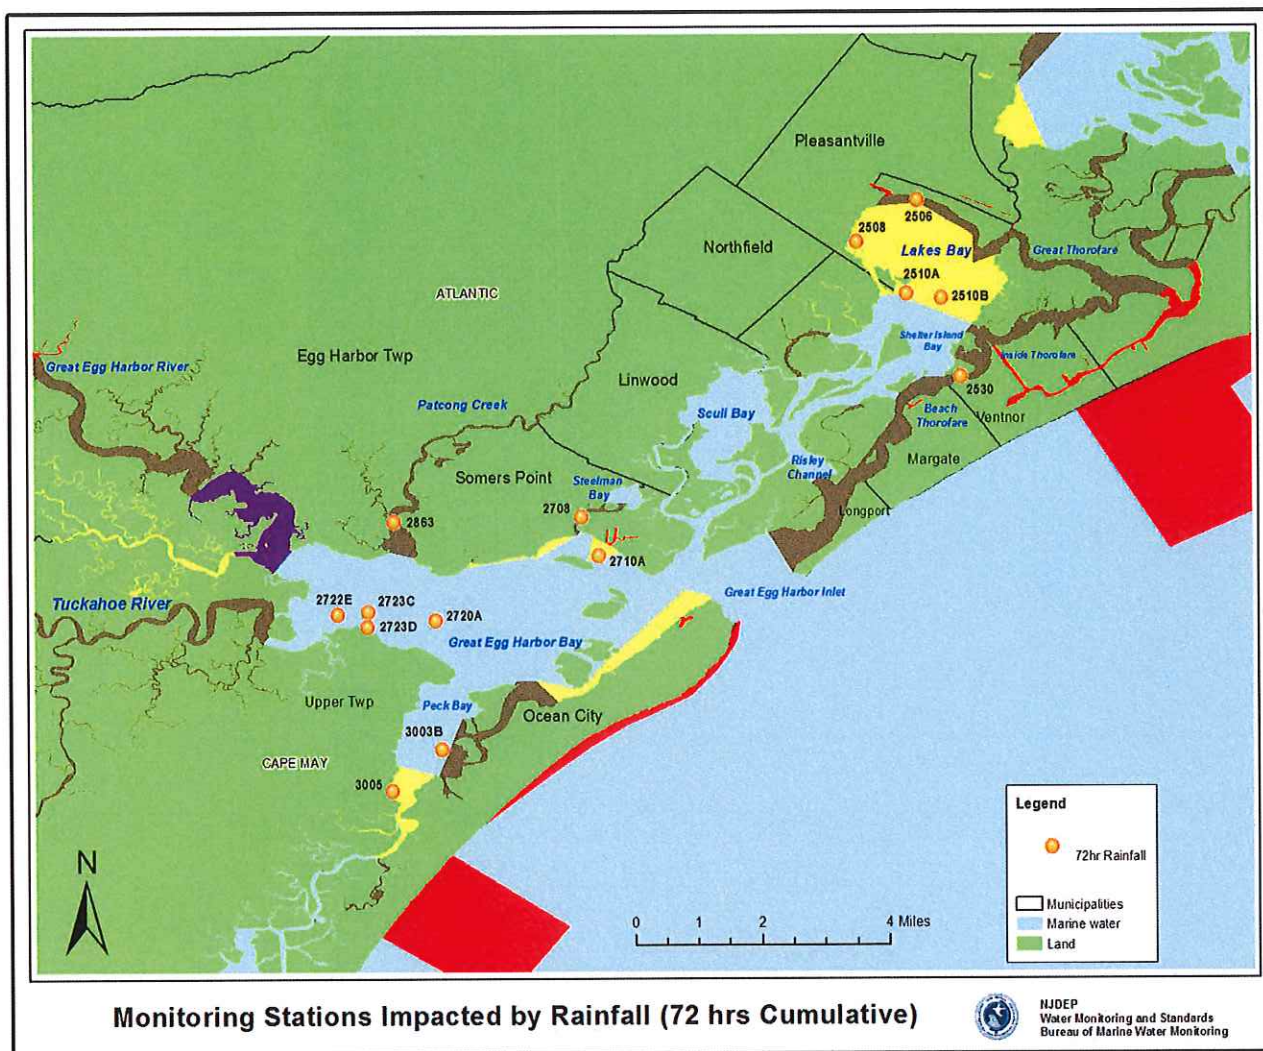 Pleasantville
2506
2508
Northfield
Lakes Bay
Great Thorofare
2510A
ATLANTIC
2510B
Shelter Island
Bay
Egg Harbor Twp
Great Egg Harbor River
Inside Thorofare
Linwood
2530
Patcong Creek
Scull Bay
Beach
Thorofare
Ventnor
Somers Point
Risley
Channel
Margate
Steelman
Bay
2708
Longport
2863
2710A
Great Egg Harbor Inlet
Tuckahoe River
2722E
2723C
2720A
2723D
Great Egg Harbor Bay
Upper Twp
Peck Bay
Ocean City
3003B
CAPE MAY
3005
N
Legend
72hr Rainfall
Municipalities
Marine water
Land
0 1 2 4 Miles
Monitoring Stations Impacted by Rainfall (72 hrs Cumulative)
NJDEP
Water Monitoring and Standards
Bureau of Marine Water Monitoring